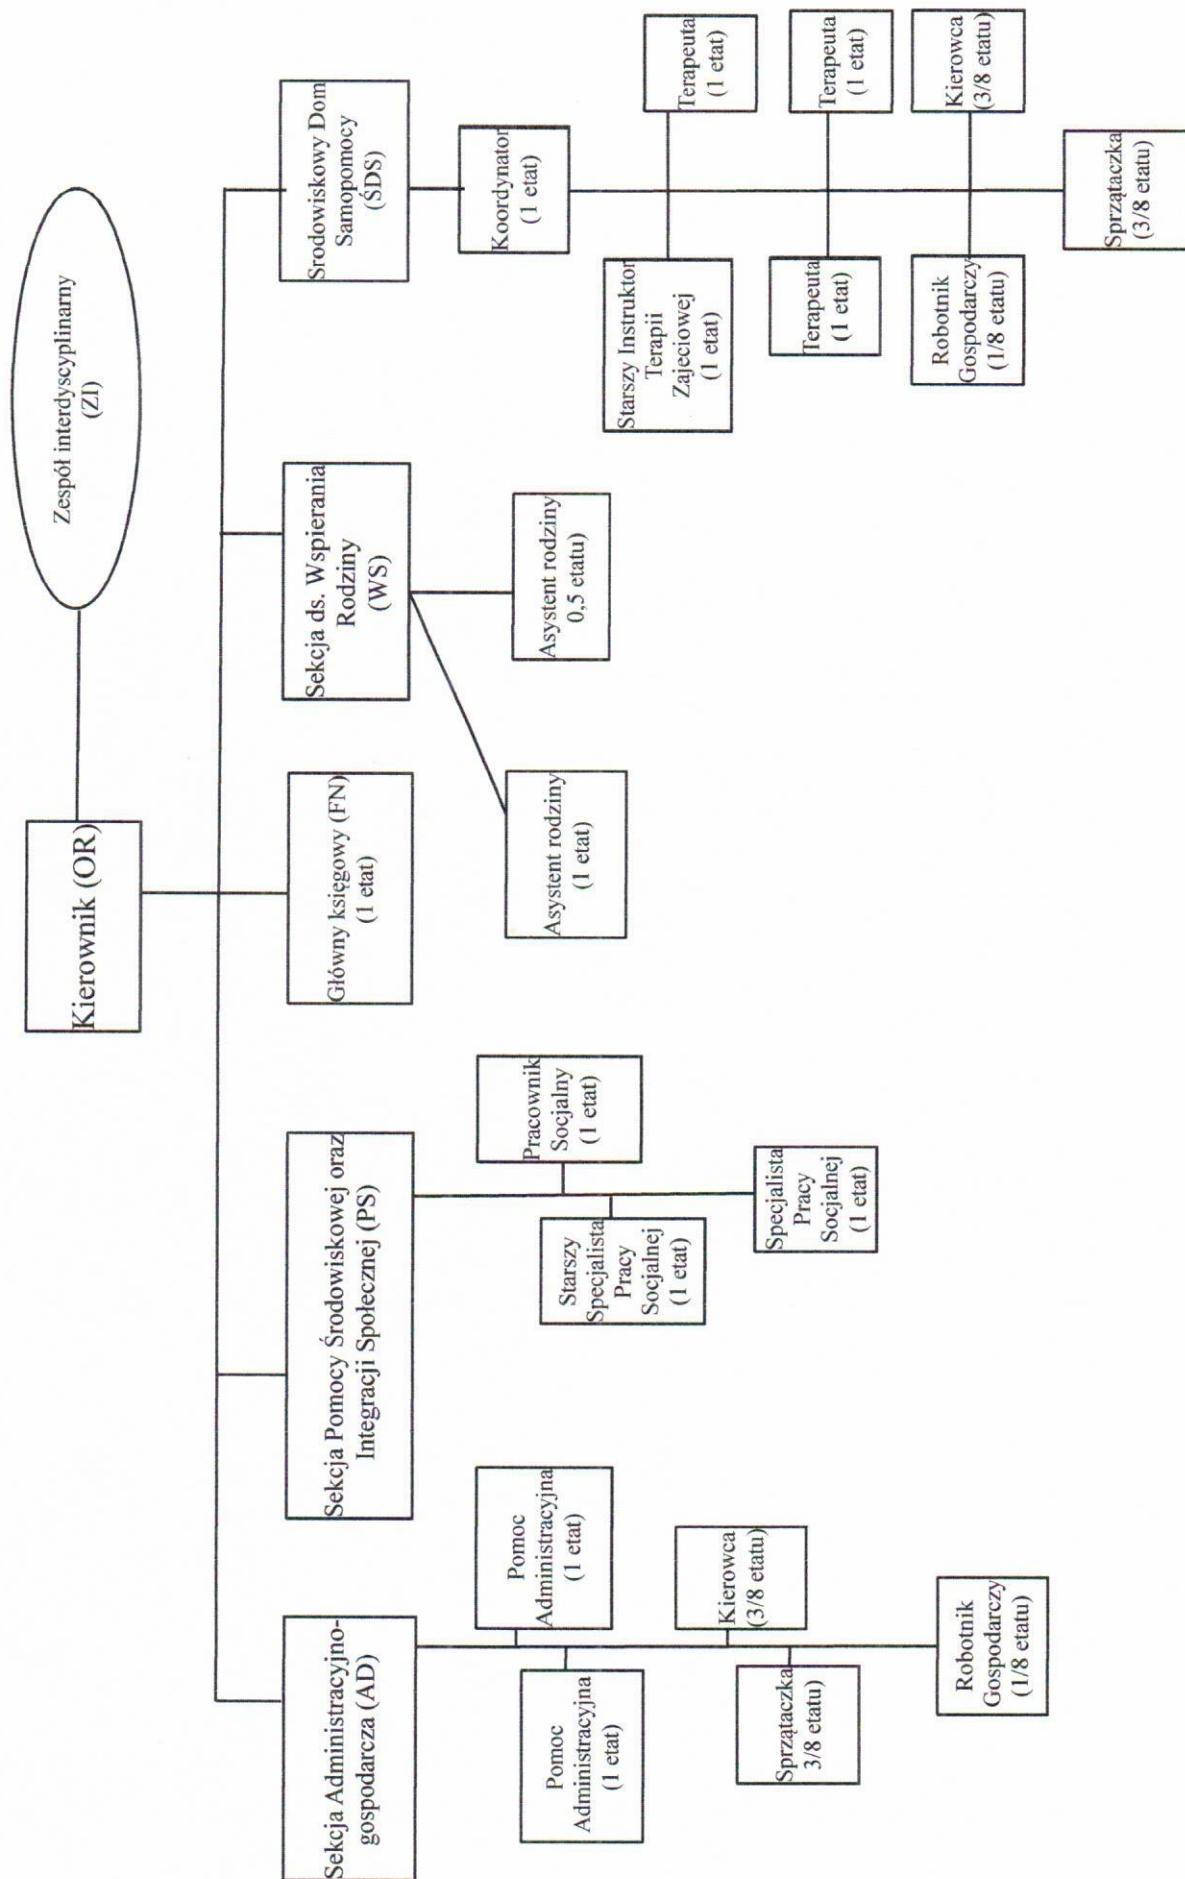 Zespół interdyscyplinarny
(ZI)
Kierownik (OR)
Sekcja Administracyjno-
gospodarcza (AD)
Sekcja Pomocy Środowiskowej oraz
Integracji Społecznej (PS)
Główny księgowy (FN)
(1 etat)
Sekcja ds. Wspierania
Rodziny
(WS)
Srodowiskowy Dom
Samopomocy
(ŚDS)
Pomoc
Administracyjna
(1 etat)
Pomoc
Administracyjna
(1 etat)
Kierowca
(3/8 etatu)
Sprzątaczka
3/8 etatu)
Robotnik
Gospodarczy
(1/8 etatu)
Pracownik
Socjalny
(1 etat)
Starszy
Specjalista
Pracy
Socjalnej
(1 etat)
Specjalista
Pracy
Socjalnej
(1 etat)
Asystent rodziny
(1 etat)
Asystent rodziny
0,5 etatu)
Koordynator
(1 etat)
Starszy Instruktor
Terapii
Zajeciowej
(1 etat)
Terapeuta
(1 etat)
Terapeuta
(1 etat)
Terapeuta
(1 etat)
Robotnik
Gospodarczy
(1/8 etatu)
Kierowca
(3/8 etatu)
Sprzątaczka
(3/8 etatu)